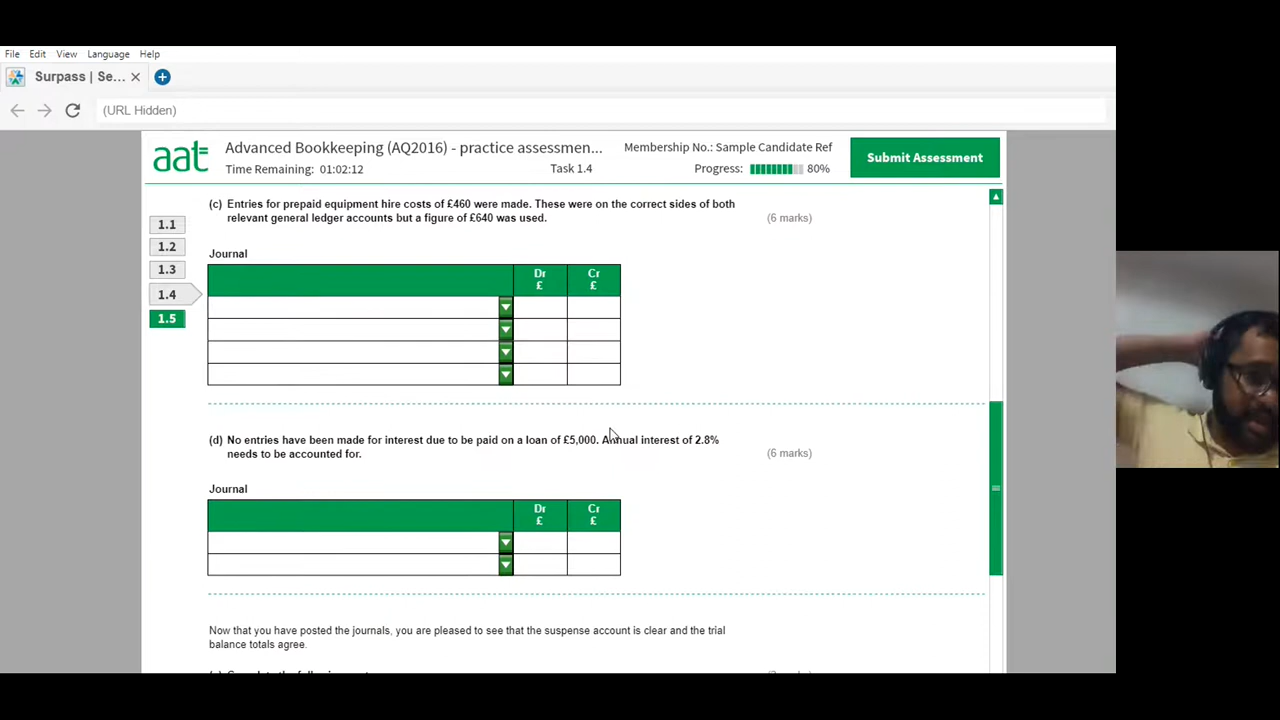 File Edit View Language Help
Surpass | Se...
(URL Hidden)
aat
Advanced Bookkeeping (AQ2016) - practice assessmen...
Membership No.: Sample Candidate Ref
Submit Assessment
Time Remaining: 01:02:12
Task 1.4
Progress:
80%
1.1
1.2
1.3
1.4
1.5
(c) Entries for prepaid equipment hire costs of £460 were made. These were on the correct sides of both
relevant general ledger accounts but a figure of £640 was used.
(6 marks)
Journal
Dr Cr
£ £
(d) No entries have been made for interest due to be paid on a loan of £5,000. Annual interest of 2.8%
needs to be accounted for.
(6 marks)
Journal
Dr Cr
£ £
Now that you have posted the journals, you are pleased to see that the suspense account is clear and the trial
balance totals agree.